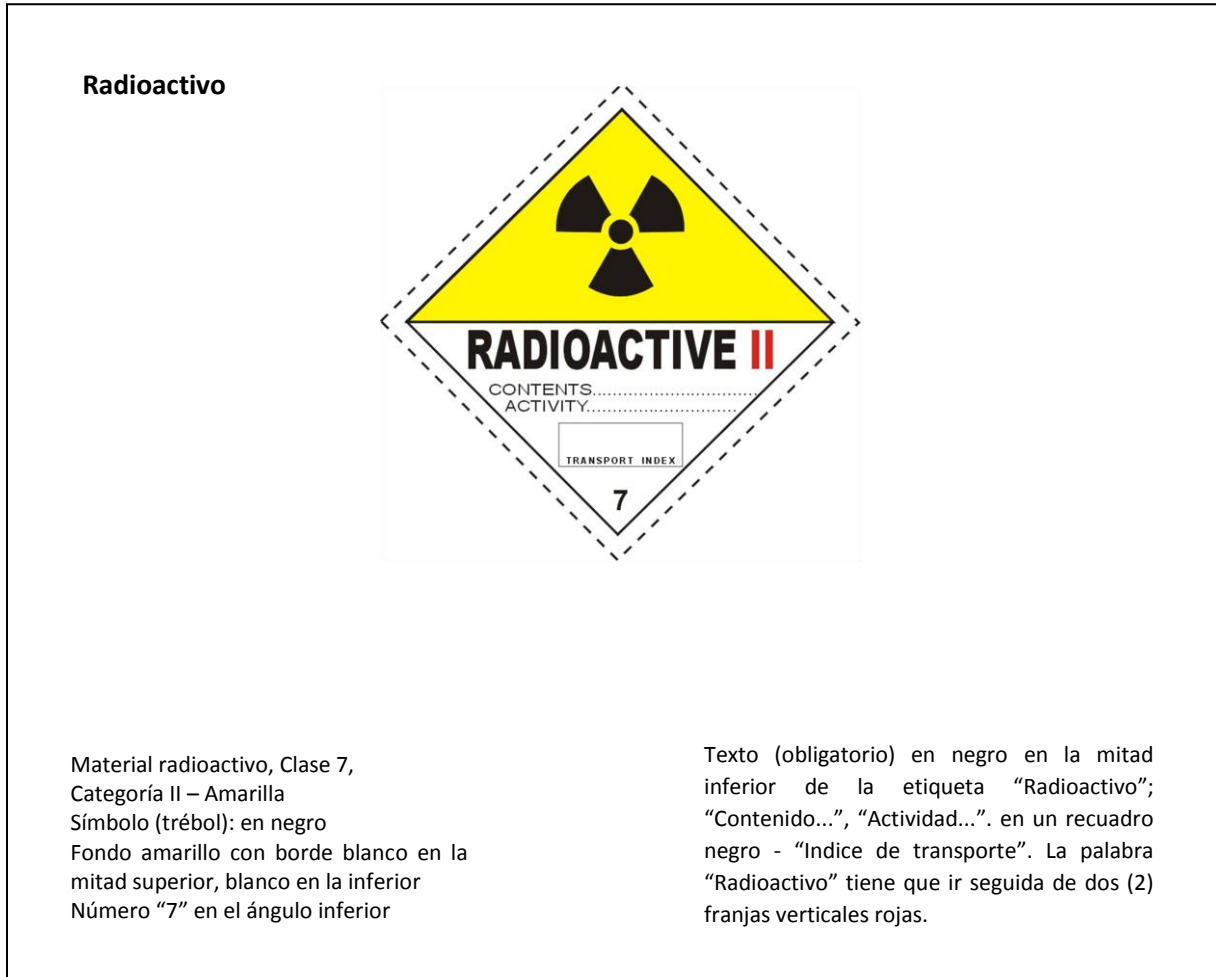 Radioactivo
RADIOACTIVE II
CONTENTS..............................
ACTIVITY...........................
TRANSPORT INDEX
7
Material radioactivo, Clase 7,
Categoría II – Amarilla
Símbolo (trébol): en negro
Fondo amarillo con borde blanco en la
mitad superior, blanco en la inferior
Número “7” en el ángulo inferior
Texto (obligatorio) en negro en la mitad
inferior de la etiqueta “Radioactivo”;
“Contenido...”, “Actividad...”. en un recuadro
negro - “Indice de transporte”. La palabra
“Radioactivo” tiene que ir seguida de dos (2)
franjas verticales rojas.